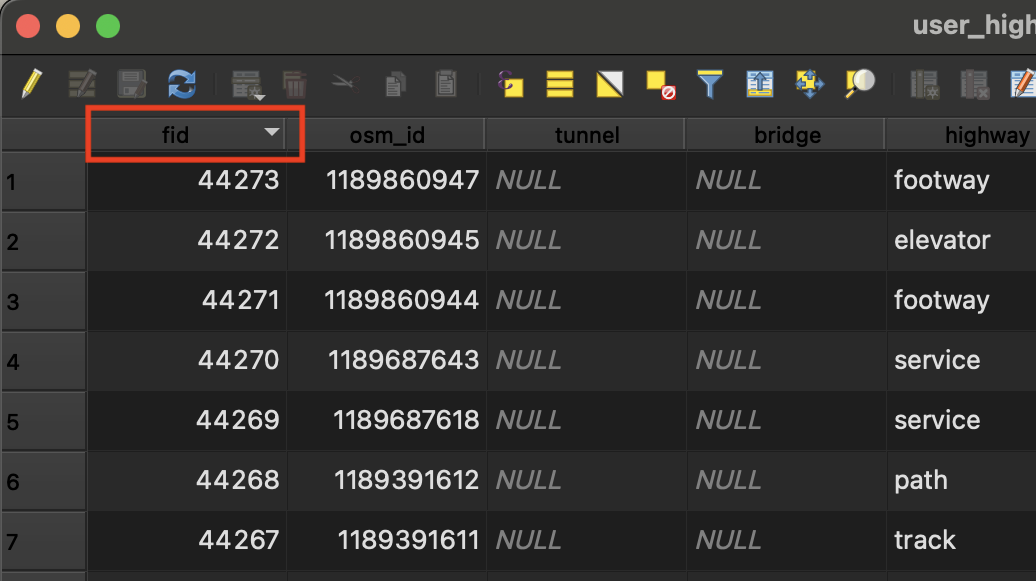 user_high
fid osm_id tunnel bridge highway
1 44273 1189860947 NULL NULL footway
2 44272 1189860945 NULL NULL elevator
3 44271 1189860944 NULL NULL footway
4 44270 1189687643 NULL NULL service
5 44269 1189687618 NULL NULL service
6 44268 1189391612 NULL NULL path
7 44267 1189391611 NULL NULL track